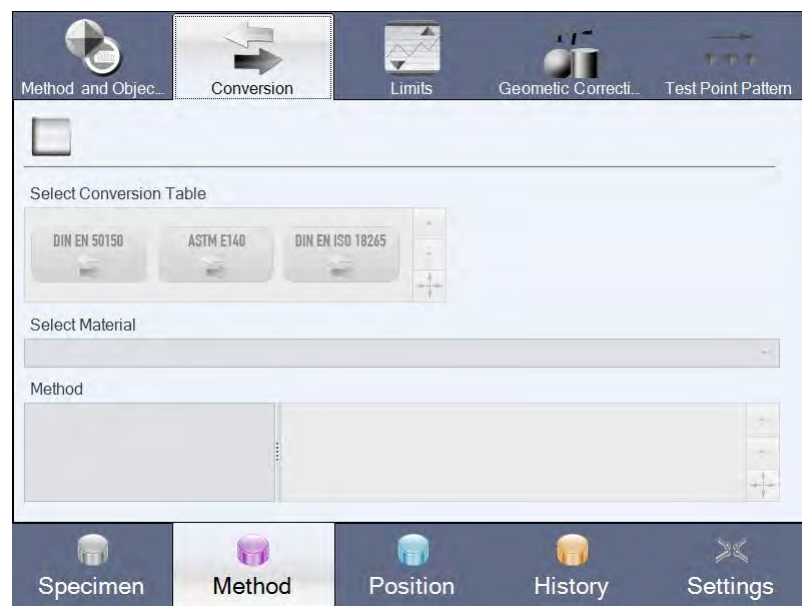 Method and Objec...
Conversion
Limits
Geometic Correcti...
Test Point Pattern
Select Conversion Table
DIN EN 50150
ASTM E140
DIN EN ISO 18265
Select Material
Method
Specimen
Method
Position
History
Settings